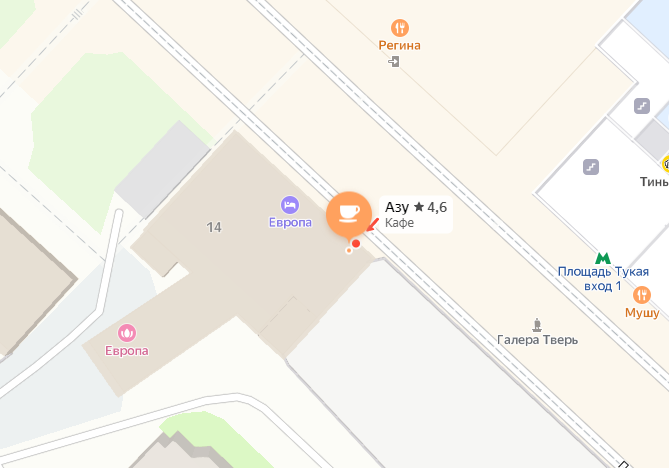 Регина
Азу ★ 4,6
Кафе
Тинь
Европа
14
Площадь Тукая
вход 1
Мушу
Галера Тверь
Европа